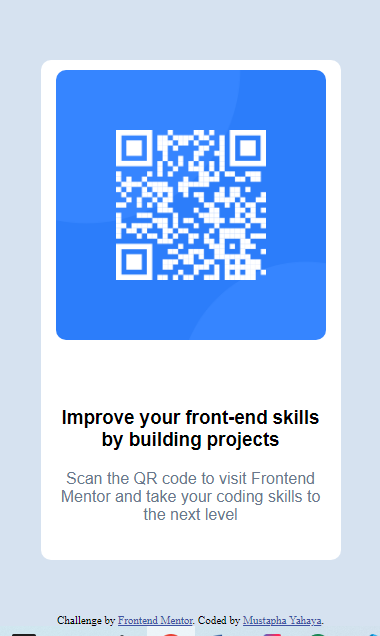 Improve your front-end skills
by building projects
Scan the QR code to visit Frontend
Mentor and take your coding skills to
the next level
Challenge by Frontend Mentor. Coded by Mustapha Yahaya.